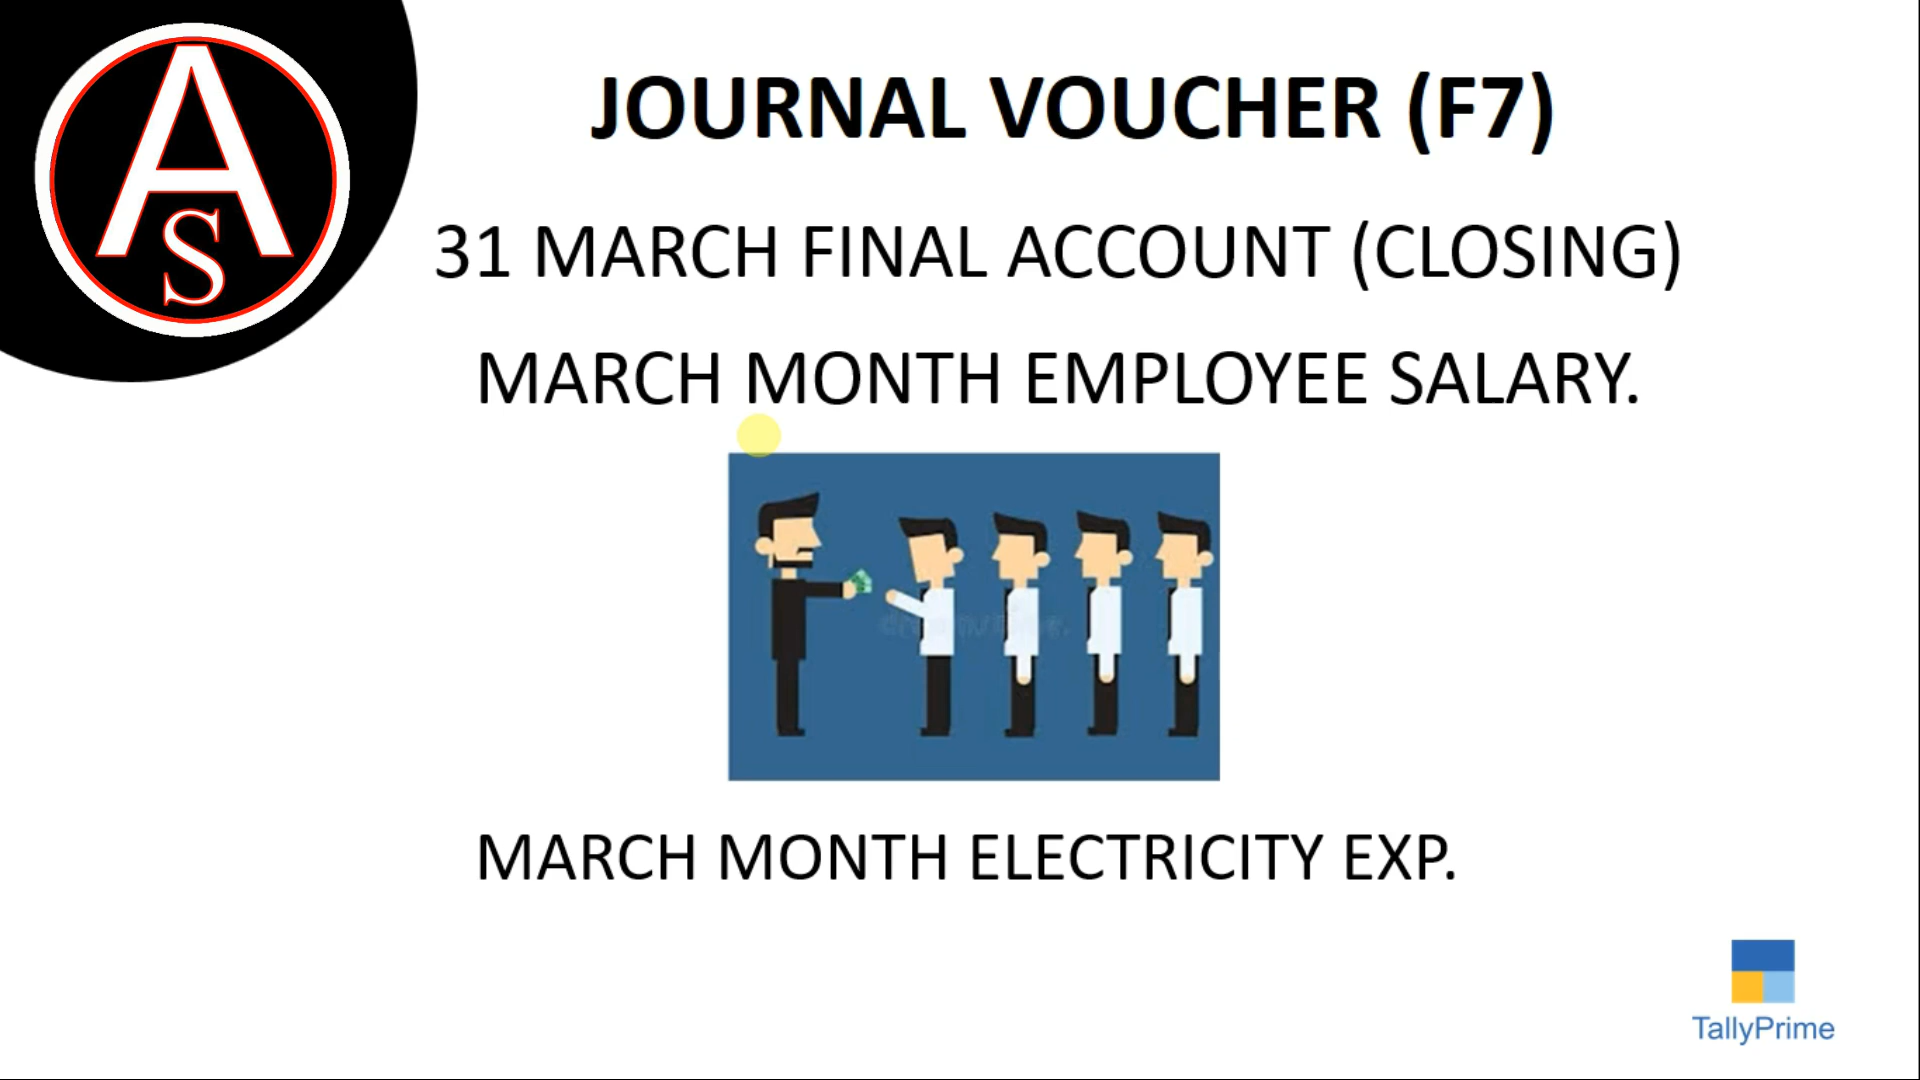 A
S
JOURNAL VOUCHER (F7)
31 MARCH FINAL ACCOUNT (CLOSING)
MARCH MONTH EMPLOYEE SALARY.
MARCH MONTH ELECTRICITY EXP.
TallyPrime